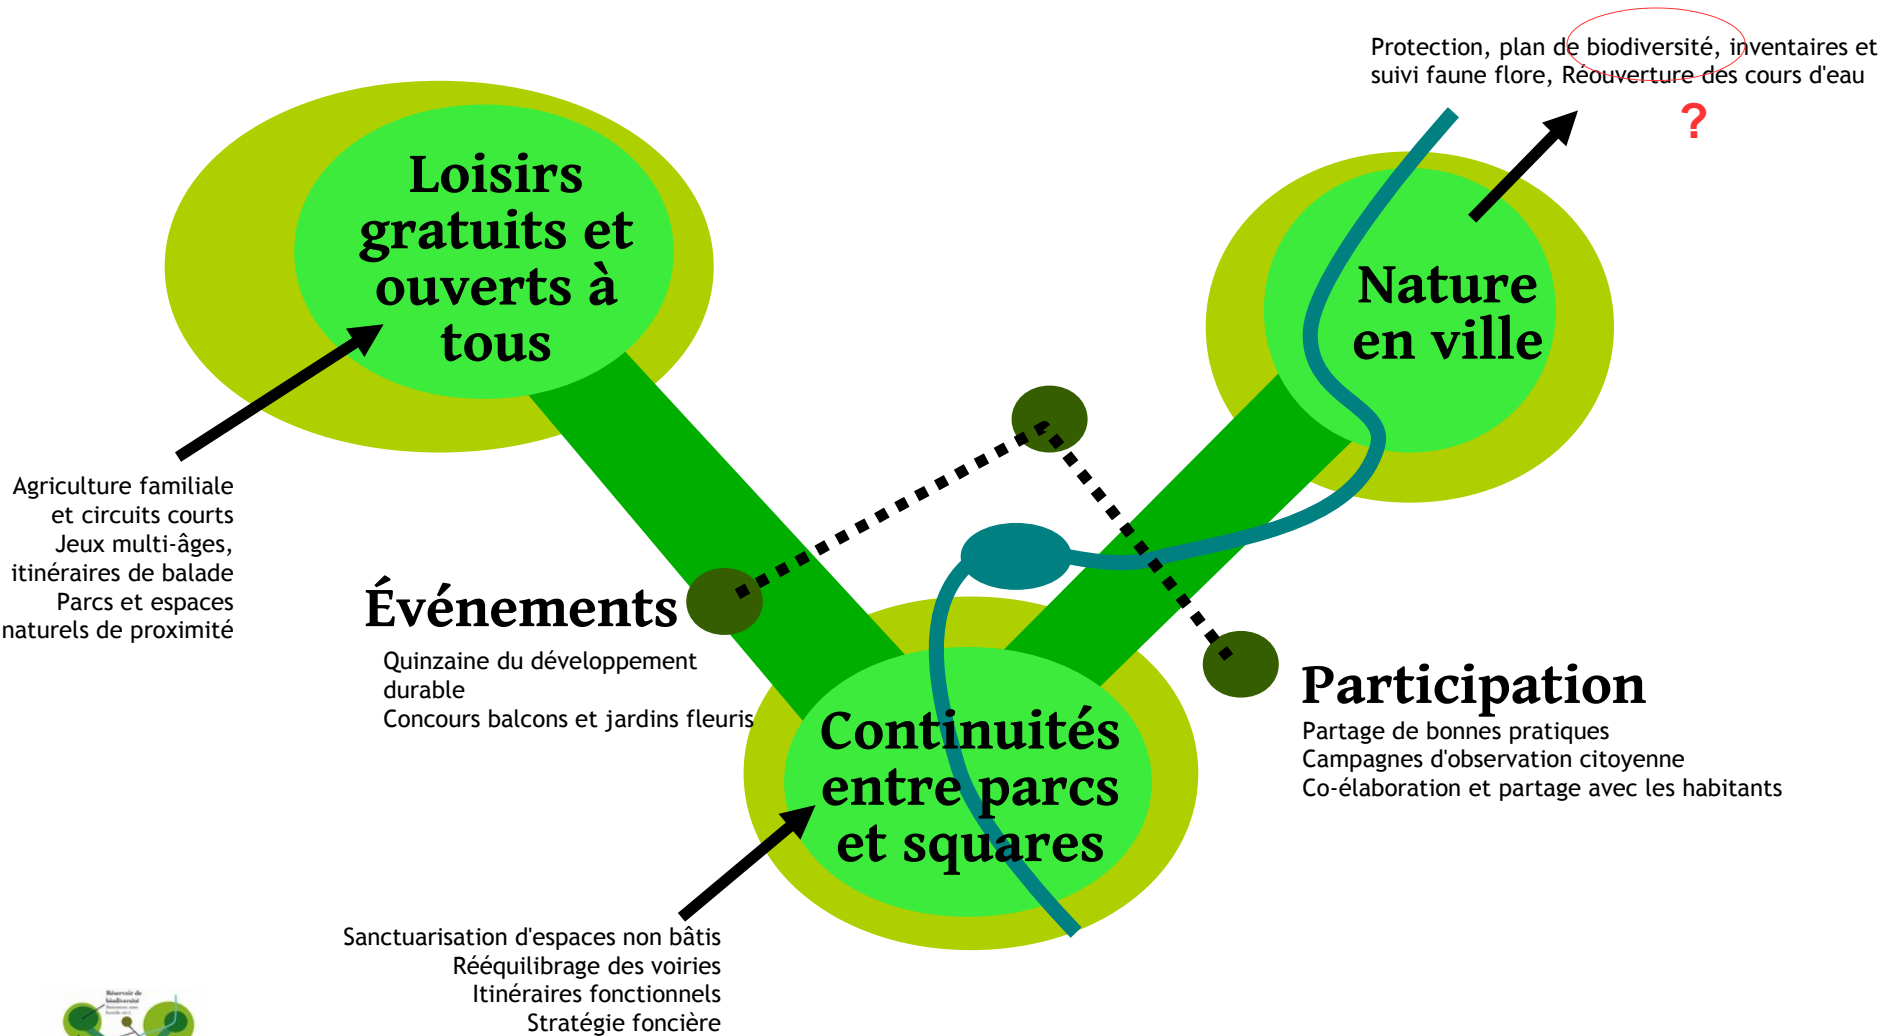 Protection, plan de biodiversité, inventaires et
suivi faune flore, Réouverture des cours d'eau
?
Loisirs
gratuits et
ouverts à
tous
Nature
en ville
Agriculture familiale
et circuits courts
Jeux multi-âges,
itinéraires de balade
Parcs et espaces
naturels de proximité
Événements
Quinzaine du développement
durable
Concours balcons et jardins fleuris
Participation
Partage de bonnes pratiques
Campagnes d'observation citoyenne
Co-élaboration et partage avec les habitants
Continuités
entre parcs
et squares
Sanctuarisation d'espaces non bâtis
Rééquilibrage des voiries
Itinéraires fonctionnels
Stratégie foncière
Réservoir de
biodiversité